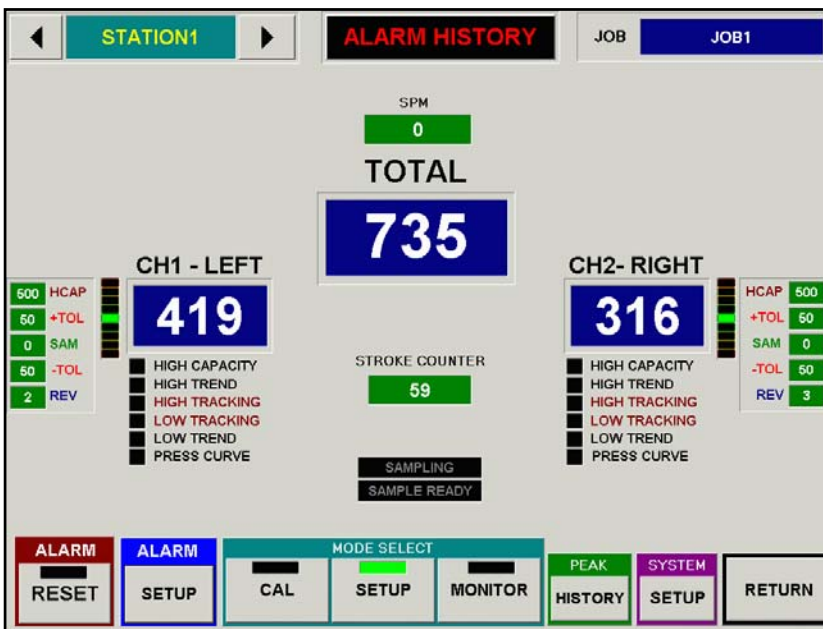 STATION1
ALARM HISTORY
JOB JOB1
SPM
0
TOTAL
735
CH1 - LEFT
419
500 HCAP
50 +TOL
0 SAM
50 -TOL
2 REV
HIGH CAPACITY
HIGH TREND
HIGH TRACKING
LOW TRACKING
LOW TREND
PRESS CURVE
STROKE COUNTER
59
SAMPLING
SAMPLE READY
CH2- RIGHT
316
HCAP 500
+TOL 50
SAM 0
-TOL 50
REV 3
HIGH CAPACITY
HIGH TREND
HIGH TRACKING
LOW TRACKING
LOW TREND
PRESS CURVE
ALARM
RESET
ALARM
SETUP
MODE SELECT
CAL SETUP MONITOR
PEAK
HISTORY
SYSTEM
SETUP
RETURN